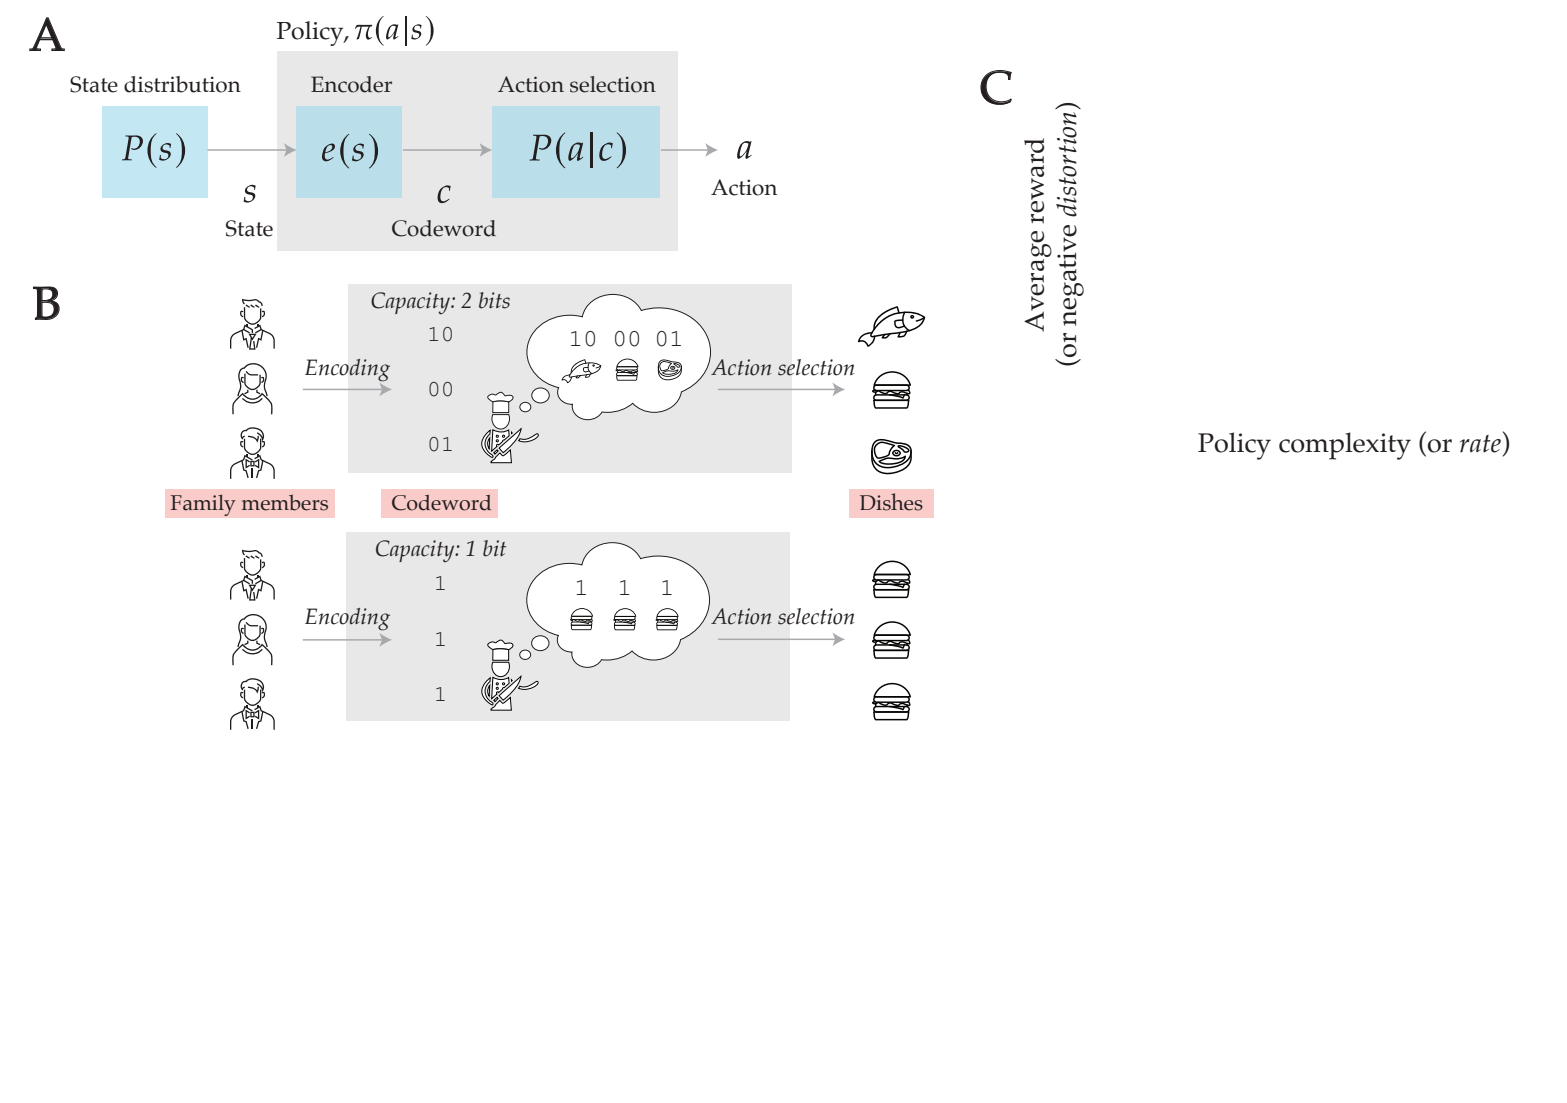 A
Policy, π(a|s)
State distribution
Encoder
Action selection
P(s)
e(s)
P(a|c)
a
s
c
Action
State
Codeword
B
Capacity: 2 bits
10
10 00 01
Encoding
Action selection
00
01
Family members
Codeword
Dishes
Capacity: 1 bit
1
1 1 1
Encoding
Action selection
1
1
C
Average reward
(or negative distortion)
Policy complexity (or rate)